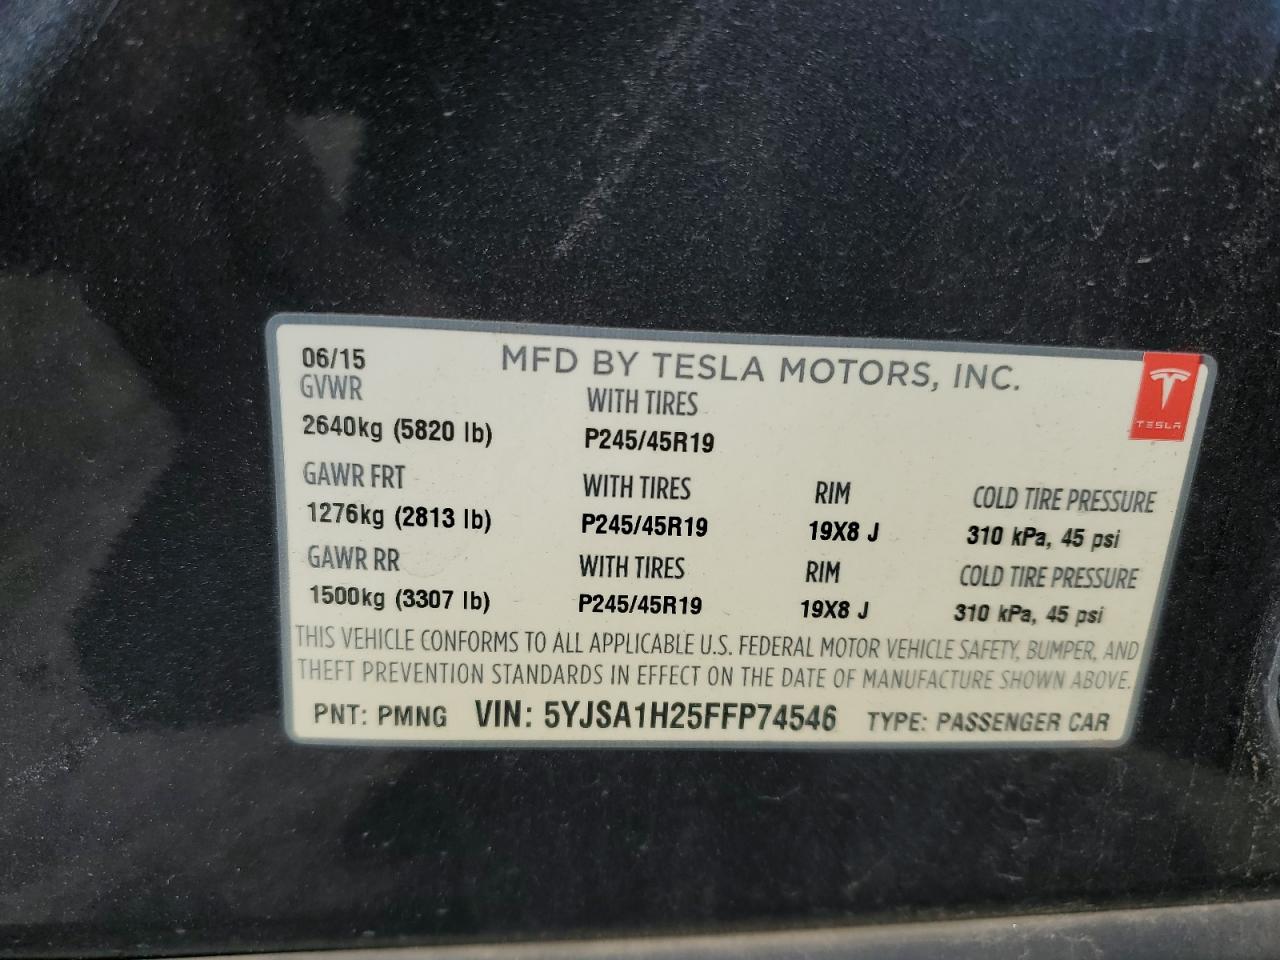 06/15 MFD BY TESLA MOTORS, INC.
TESLA
GVWR WITH TIRES
2640kg (5820 lb) P245/45R19
GAWR FRT WITH TIRES RIM COLD TIRE PRESSURE
1276kg (2813 lb) P245/45R19 19X8 J 310 kPa, 45 psi
GAWR RR WITH TIRES RIM COLD TIRE PRESSURE
1500kg (3307 lb) P245/45R19 19X8 J 310 kPa, 45 psi
THIS VEHICLE CONFORMS TO ALL APPLICABLE U.S. FEDERAL MOTOR VEHICLE SAFETY, BUMPER, AND
THEFT PREVENTION STANDARDS IN EFFECT ON THE DATE OF MANUFACTURE SHOWN ABOVE.
PNT: PMNG VIN: 5YJSA1H25FFP74546 TYPE: PASSENGER CAR